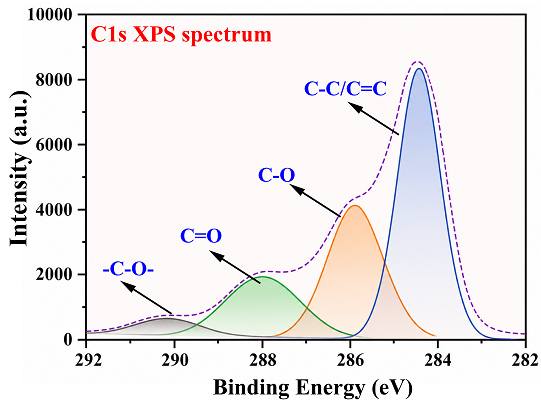 C1s XPS spectrum
10000
8000
6000
4000
2000
0
Intensity (a.u.)
C-C/C=C
C-O
C=O
-C-O-
292
290
288
286
284
282
Binding Energy (eV)